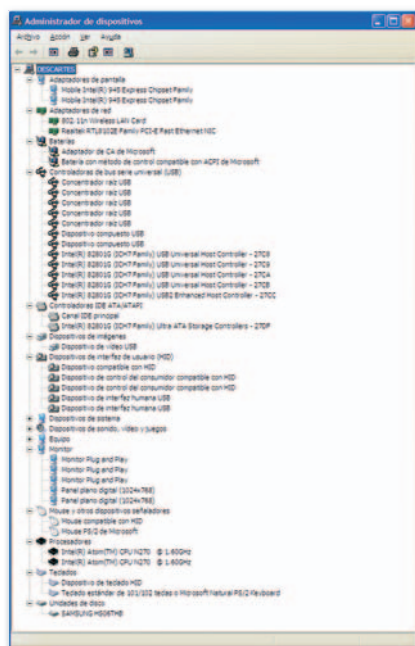 Administrador de dispositivos
Archivo Acción Ver Ayuda
DESCARTES
Adaptadores de pantalla
Mobile Intel(R) 945 Express Chipset Family
Mobile Intel(R) 945 Express Chipset Family
Adaptadores de red
802.11n Wireless LAN Card
Realtek RTL8102E Family PCI-E Fast Ethernet NIC
Baterías
Adaptador de CA de Microsoft
Batería con método de control compatible con ACPI de Microsoft
Controladoras de bus serie universal (USB)
Concentrador raíz USB
Concentrador raíz USB
Concentrador raíz USB
Concentrador raíz USB
Concentrador raíz USB
Dispositivo compuesto USB
Dispositivo compuesto USB
Intel(R) 82801G (ICH7 Family) USB Universal Host Controller - 27C8
Intel(R) 82801G (ICH7 Family) USB Universal Host Controller - 27C9
Intel(R) 82801G (ICH7 Family) USB Universal Host Controller - 27CA
Intel(R) 82801G (ICH7 Family) USB Universal Host Controller - 27CB
Intel(R) 82801G (ICH7 Family) USB2 Enhanced Host Controller - 27CC
Controladoras IDE ATA/ATAPI
Canal IDE principal
Intel(R) 82801G (ICH7 Family) Ultra ATA Storage Controllers - 27DF
Dispositivos de imágenes
Dispositivo de vídeo USB
Dispositivos de interfaz de usuario (HID)
Dispositivo compatible con HID
Dispositivo de control del consumidor compatible con HID
Dispositivo de control del consumidor compatible con HID
Dispositivo de interfaz humana USB
Dispositivo de interfaz humana USB
Dispositivos de sistema
Dispositivos de sonido, vídeo y juegos
Equipo
Monitor
Monitor Plug and Play
Monitor Plug and Play
Monitor Plug and Play
Panel plano digital (1024x768)
Panel plano digital (1024x768)
Mouse y otros dispositivos señaladores
Mouse compatible con HID
Mouse PS/2 de Microsoft
Procesadores
Intel(R) Atom(TM) CPU N270 @ 1.60GHz
Intel(R) Atom(TM) CPU N270 @ 1.60GHz
Teclados
Dispositivo de teclado HID
Teclado estándar de 101/102 teclas o Microsoft Natural PS/2 Keyboard
Unidades de disco
SAMSUNG HS06THB